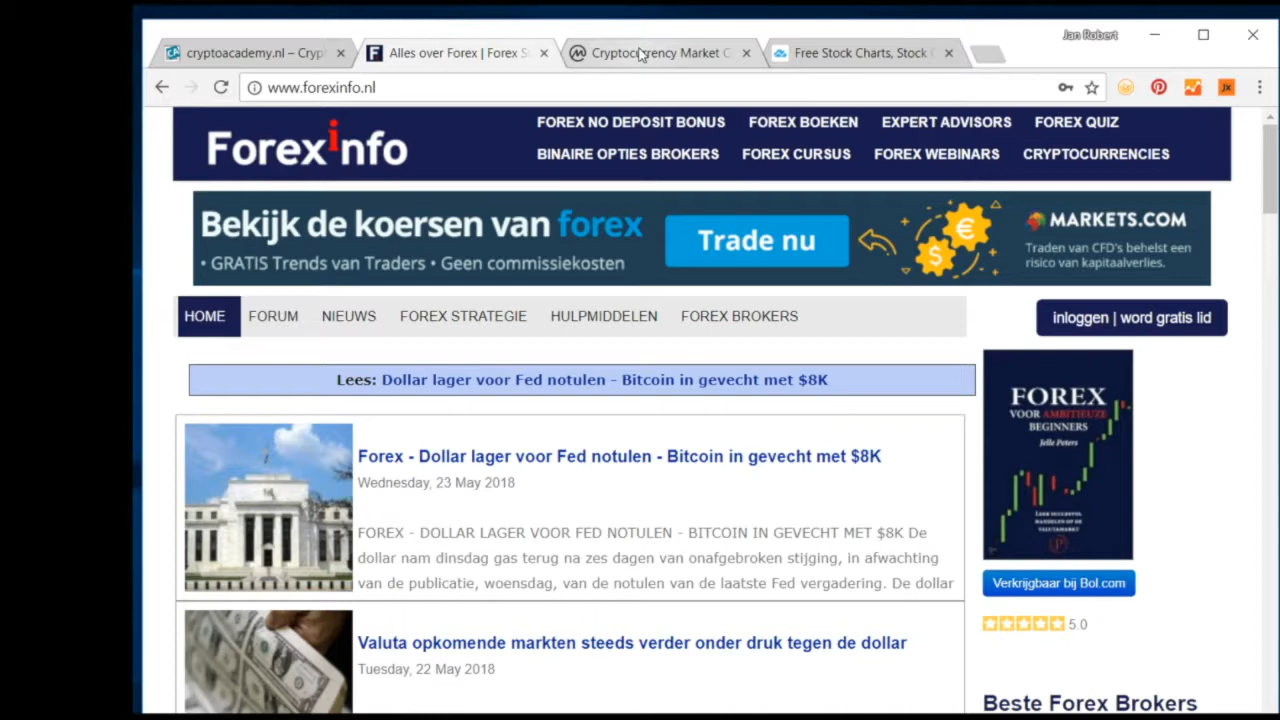 Jan Robert
cryptoacademy.nl – Cryp
Alles over Forex | Forex S
Cryptocurrency Market C
Free Stock Charts, Stock
www.forexinfo.nl
Forexinfo
FOREX NO DEPOSIT BONUS FOREX BOEKEN EXPERT ADVISORS FOREX QUIZ
BINAIRE OPTIES BROKERS FOREX CURSUS FOREX WEBINARS CRYPTOCURRENCIES
Bekijk de koersen van forex
• GRATIS Trends van Traders • Geen commissiekosten
Trade nu
MARKETS.COM
Traden van CFD's behelst een
risico van kapitaalverlies.
HOME FORUM NIEUWS FOREX STRATEGIE HULPMIDDELEN FOREX BROKERS
inloggen | word gratis lid
Lees: Dollar lager voor Fed notulen - Bitcoin in gevecht met $8K
Forex - Dollar lager voor Fed notulen - Bitcoin in gevecht met $8K
Wednesday, 23 May 2018
FOREX - DOLLAR LAGER VOOR FED NOTULEN - BITCOIN IN GEVECHT MET $8K De
dollar nam dinsdag gas terug na zes dagen van onafgebroken stijging, in afwachting
van de publicatie, woensdag, van de notulen van de laatste Fed vergadering. De dollar
Valuta opkomende markten steeds verder onder druk tegen de dollar
Tuesday, 22 May 2018
FOREX
VOOR AMBITIEUZE
BEGINNERS
Jelle Peters
LEER SUCCESVOL
HANDELEN OP DE
VALUTAMARKT
Verkrijgbaar bij Bol.com
5.0
Beste Forex Brokers